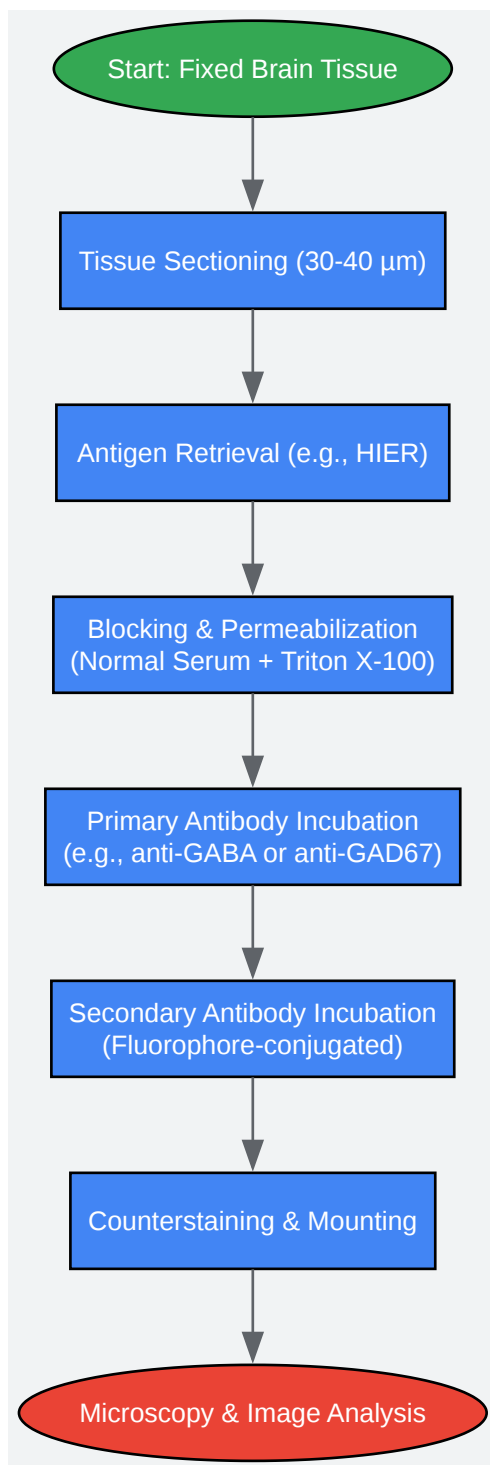 Start: Fixed Brain Tissue
Tissue Sectioning (30-40 µm)
Antigen Retrieval (e.g., HIER)
Blocking & Permeabilization
(Normal Serum + Triton X-100)
Primary Antibody Incubation
(e.g., anti-GABA or anti-GAD67)
Secondary Antibody Incubation
(Fluorophore-conjugated)
Counterstaining & Mounting
Microscopy & Image Analysis